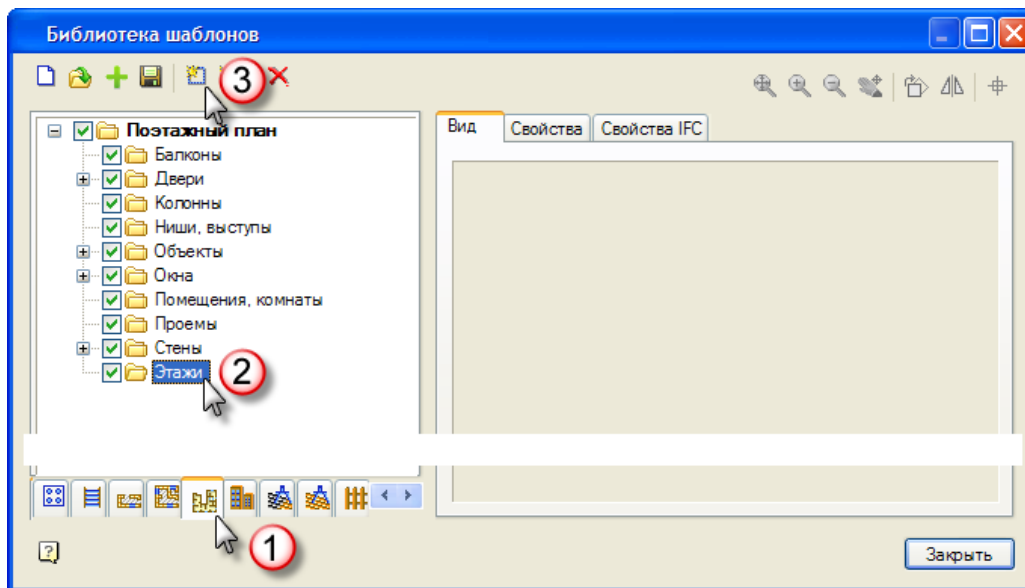 Библиотека шаблонов
3
Поэтажный план
Балконы
Двери
Колонны
Ниши, выступы
Объекты
Окна
Помещения, комнаты
Проемы
Стены
Этажи
2
Вид
Свойства
Свойства IFC
1
Закрыть